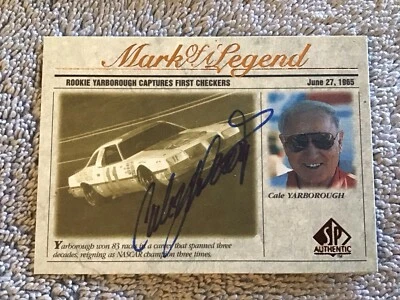 Mark of a Legend
ROOKIE YARBOROUGH CAPTURES FIRST CHECKERS June 27, 1965
11
Cale YARBOROUGH
Yarborough won 83 races in a career that spanned three
decades, reigning as NASCAR champion three times.
SP
AUTHENTIC